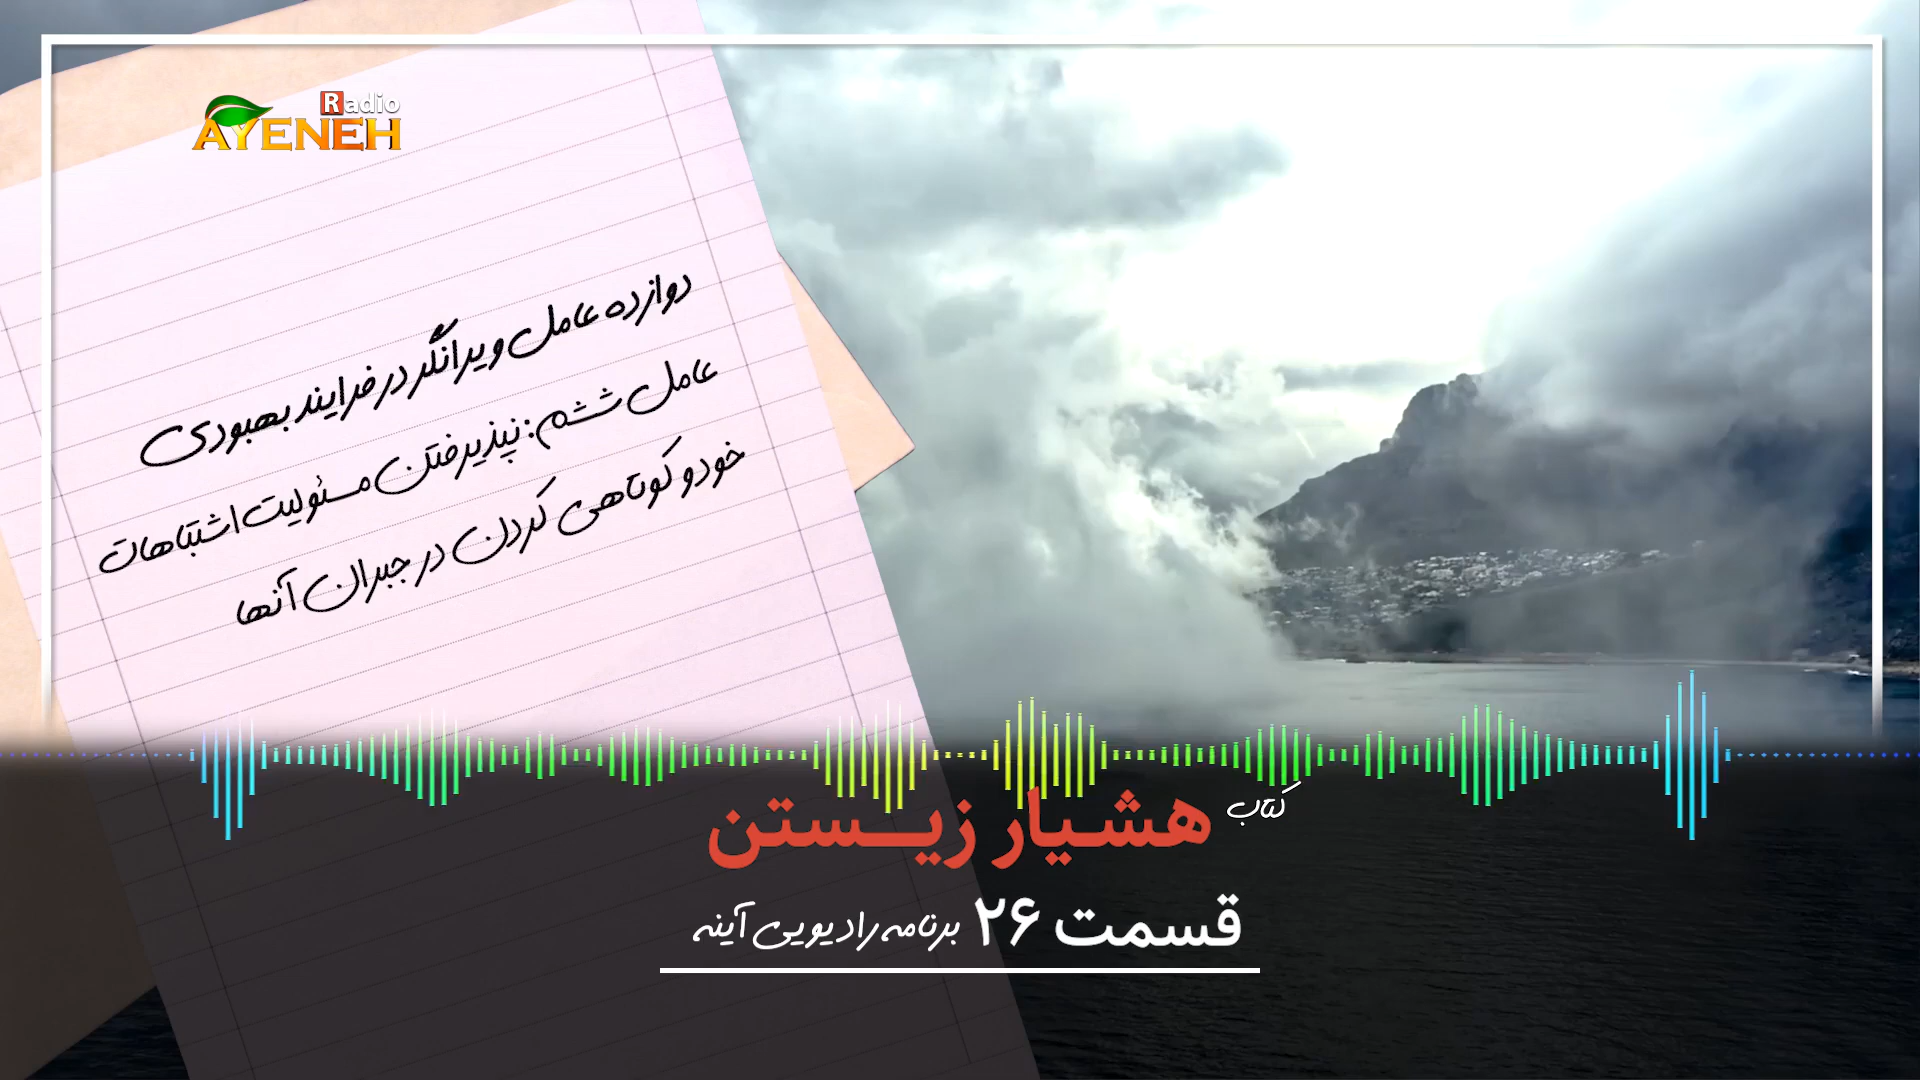 Radio
AYENEH
دوازده عامل ویرانگر در فرایند بهبودی
عامل ششم: نپذیرفتن مسئولیت اشتباهات
خود و کوتاهی کردن در جبران آنها
کتاب هشیار زیستن
قسمت ۲۶ برنامه رادیویی آینه